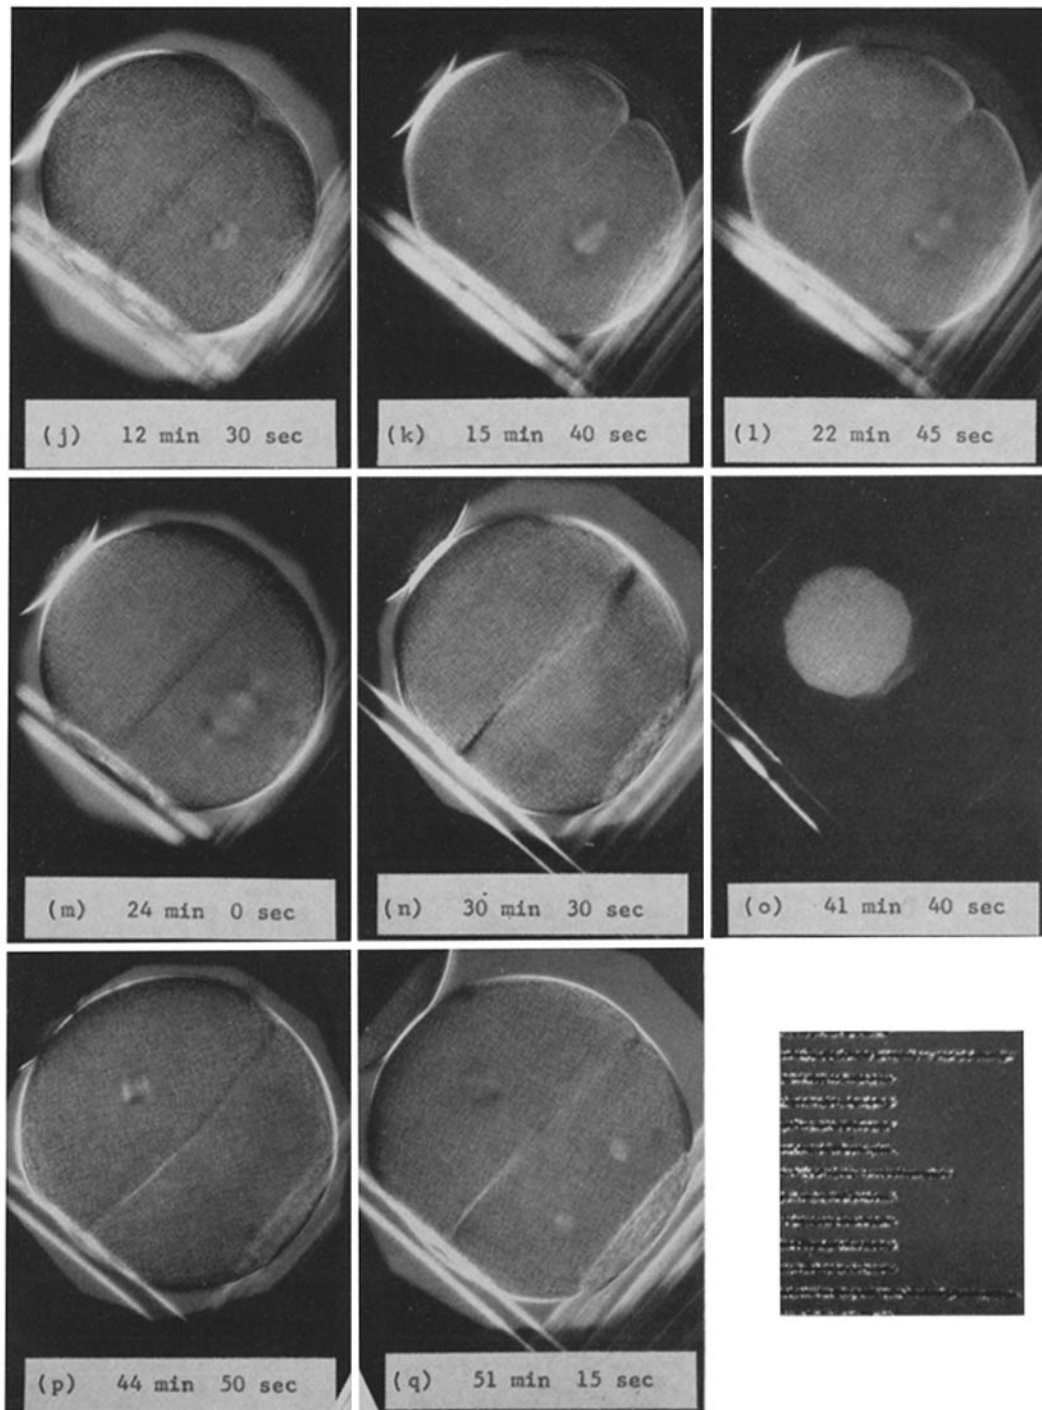 (j) 12 min 30 sec
(k) 15 min 40 sec
(l) 22 min 45 sec
(m) 24 min 0 sec
(n) 30 min 30 sec
(o) 41 min 40 sec
(p) 44 min 50 sec
(q) 51 min 15 sec